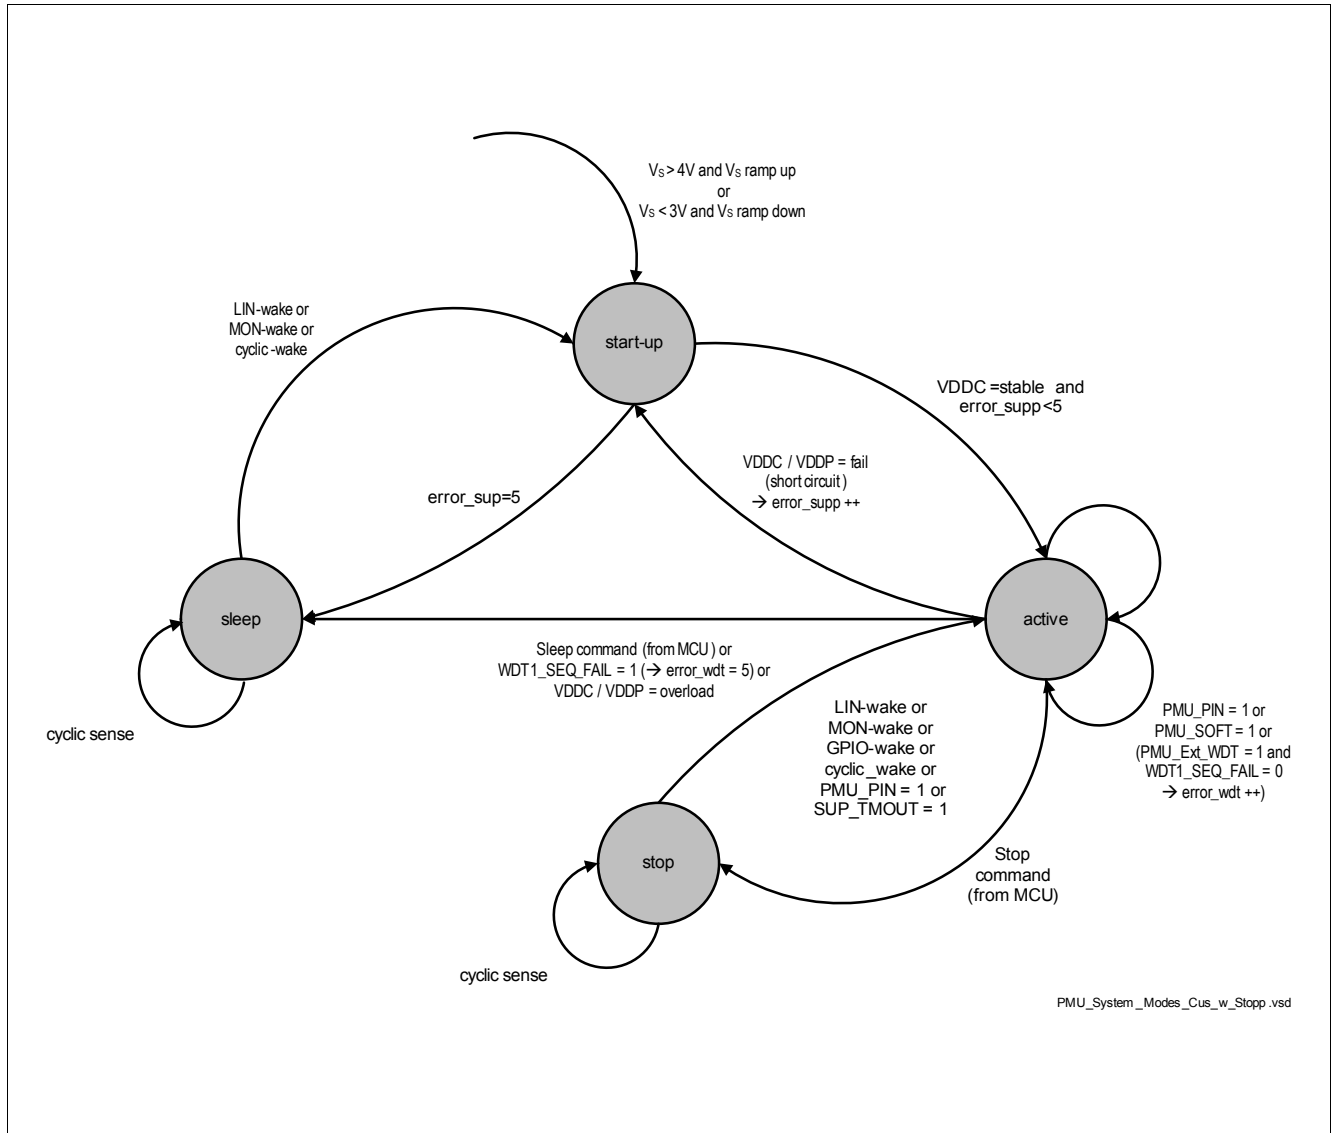 Vs > 4V and Vs ramp up
or
Vs < 3V and Vs ramp down
LIN-wake or
MON-wake or
cyclic -wake
start-up
VDDC =stable and
error_supp<5
VDDC / VDDP = fail
(short circuit )
→ error_supp ++
error_sup=5
sleep
active
Sleep command (from MCU ) or
WDT1_SEQ_FAIL = 1 (→ error_wdt = 5) or
VDDC / VDDP = overload
cyclic sense
LIN-wake or
MON-wake or
GPIO-wake or
cyclic_wake or
PMU_PIN = 1 or
SUP_TMOUT = 1
PMU_PIN = 1 or
PMU_SOFT = 1 or
(PMU_Ext_WDT = 1 and
WDT1_SEQ_FAIL = 0
→ error_wdt ++)
stop
Stop
command
(from MCU)
cyclic sense
PMU_System_Modes_Cus_w_Stopp .vsd